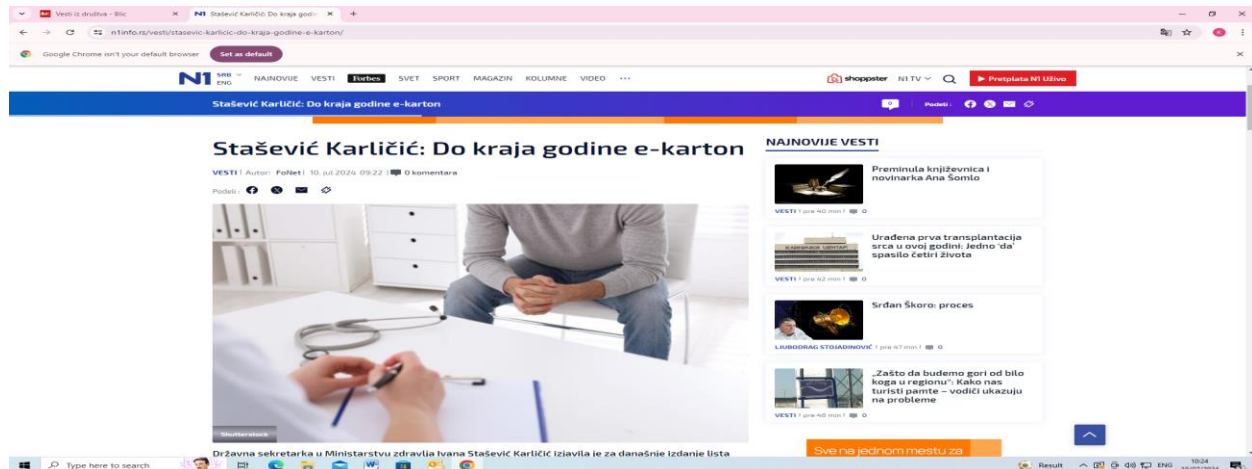 Vesti iz društva - Blic
N1 Stašević Karličić: Do kraja godin
n1info.rs/vesti/stasevic-karlicic-do-kraja-godine-e-karton/
Google Chrome isn't your default browser
Set as default
N1 SRB
ENG
NAJNOVIJE VESTI Forbes SVET SPORT MAGAZIN KOLUMNE VIDEO ...
shoppster N1 TV
Pretplata N1 Uživo
Stašević Karličić: Do kraja godine e-karton
0
Podeli:
Stašević Karličić: Do kraja godine e-karton
VESTI | Autor: FoNet | 10. jul 2024 09:22 | 0 komentara
Podeli:
Shutterstock
Državna sekretarka u Ministarstvu zdravlja Ivana Stašević Karličić izjavila je za današnje izdanje lista
NAJNOVIJE VESTI
Preminula književnica i
novinarka Ana Šomlo
VESTI | pre 40 min | 0
Urađena prva transplantacija
srca u ovoj godini: Jedno 'da'
spasilo četiri života
VESTI | pre 42 min | 0
Srđan Škoro: proces
LJUBODRAG STOJADINOVIĆ | pre 47 min | 0
„Zašto da budemo gori od bilo
koga u regionu“: Kako nas
turisti pamte – vodiči ukazuju
na probleme
VESTI | pre 48 min | 0
Sve na jednom mestu za
Type here to search
Result
ENG
10:24
10/07/2024